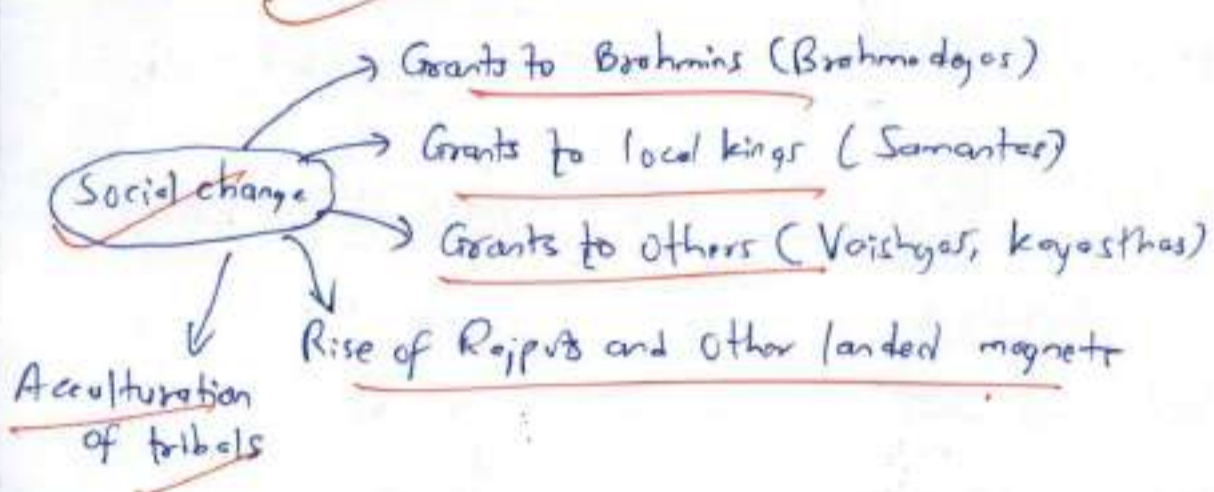 Grants to Brahmins (Brahmadeyas)
Grants to local kings (Samantas)
Social change
Grants to others (Vaishyas, kayasthas)
Rise of Rajputs and Other landed magnets
Acculturation
of tribals